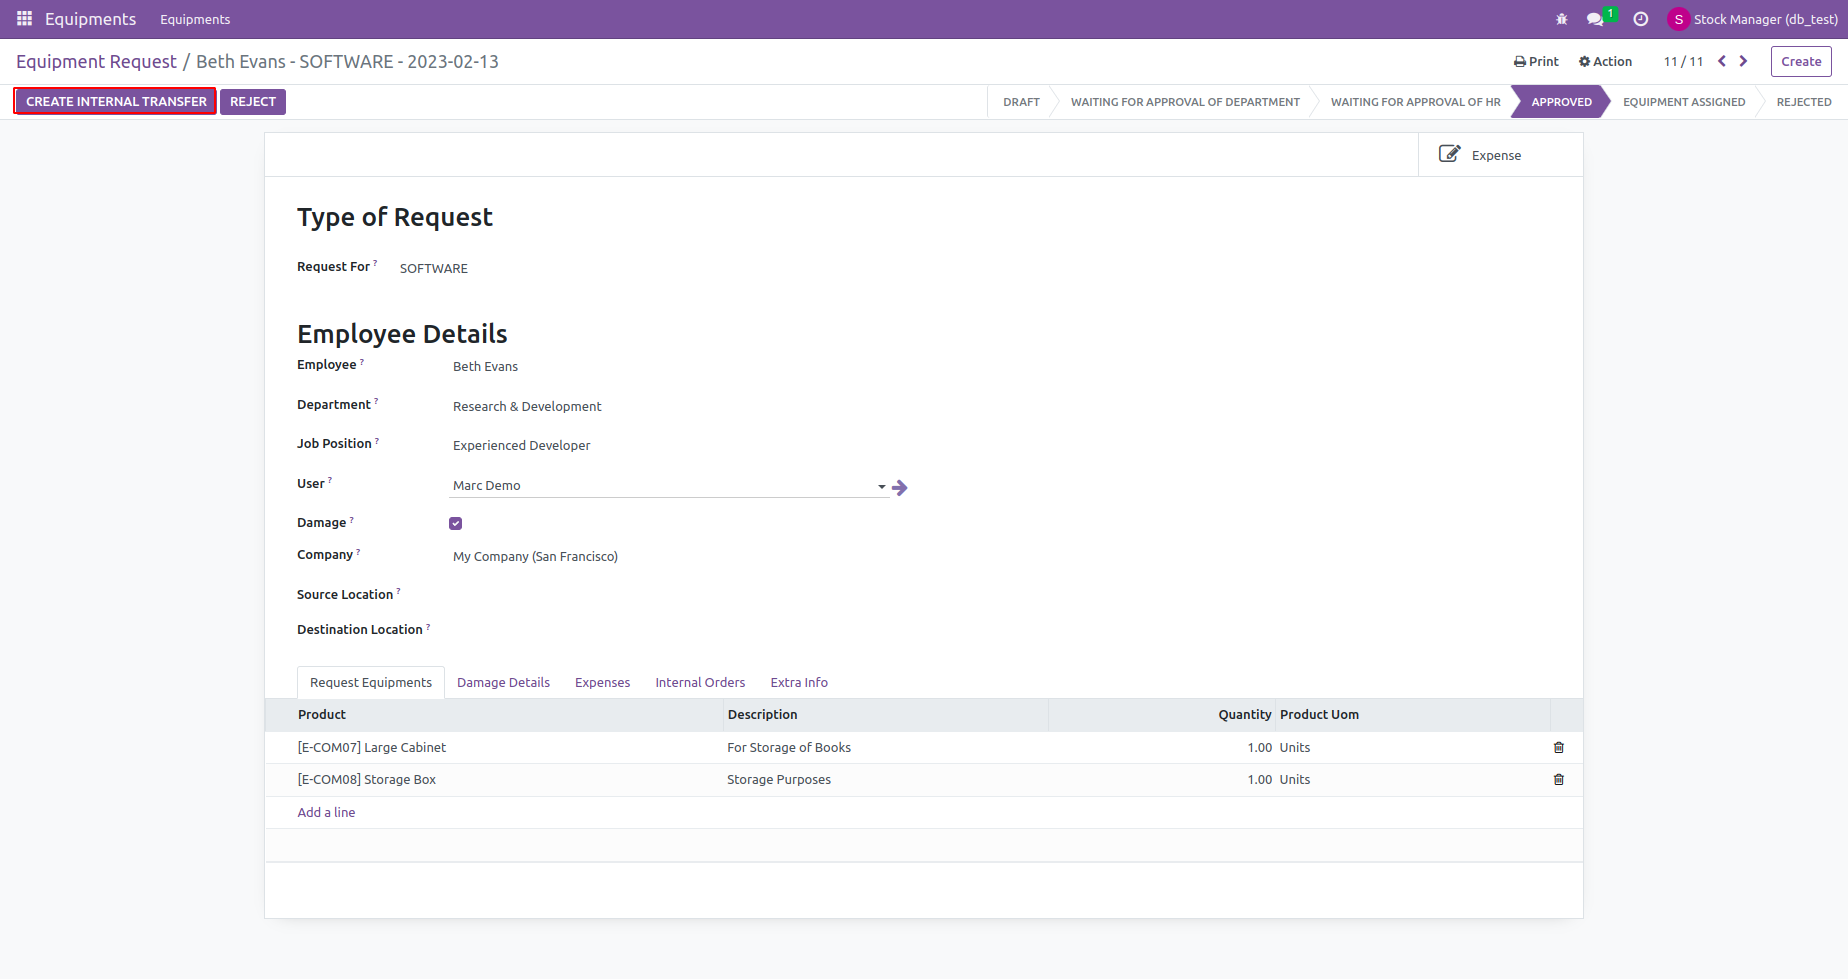 Equipments Equipments 1 S Stock Manager (db_test)
Equipment Request / Beth Evans - SOFTWARE - 2023-02-13 Print Action 11 / 11 Create
CREATE INTERNAL TRANSFER REJECT DRAFT WAITING FOR APPROVAL OF DEPARTMENT WAITING FOR APPROVAL OF HR APPROVED EQUIPMENT ASSIGNED REJECTED
Expense
Type of Request
Request For ? SOFTWARE
Employee Details
Employee ? Beth Evans
Department ? Research & Development
Job Position ? Experienced Developer
User ? Marc Demo
Damage ?
Company ? My Company (San Francisco)
Source Location ?
Destination Location ?
Request Equipments Damage Details Expenses Internal Orders Extra Info
Product Description Quantity Product Uom
[E-COM07] Large Cabinet For Storage of Books 1.00 Units
[E-COM08] Storage Box Storage Purposes 1.00 Units
Add a line